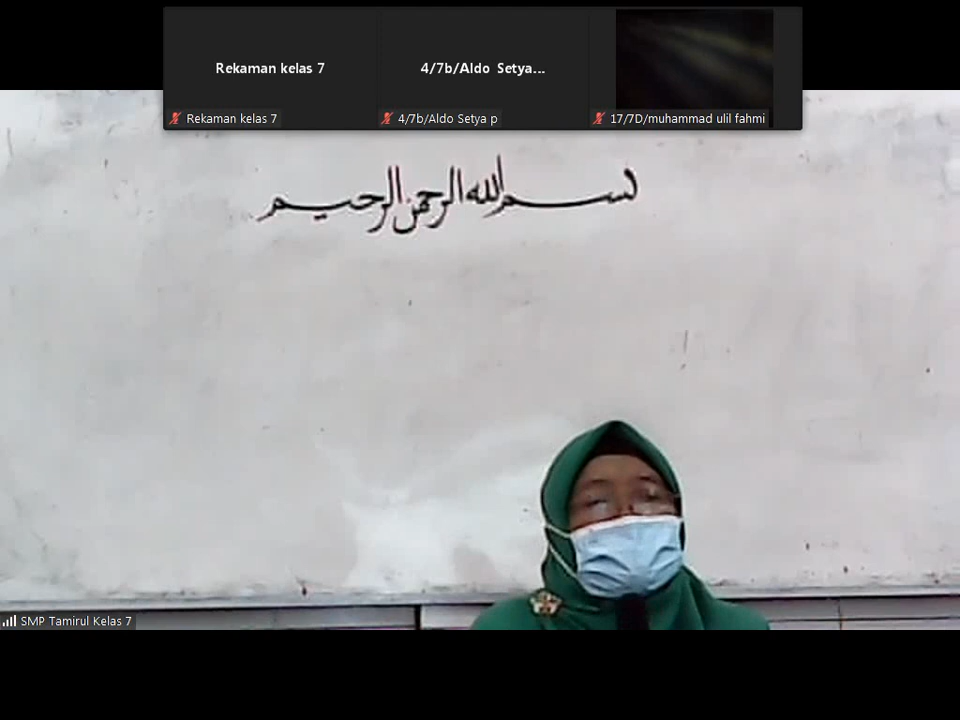 Rekaman kelas 7
4/7b/Aldo Setya...
Rekaman kelas 7
4/7b/Aldo Setya p
17/7D/muhammad ulil fahmi
بسم الله الرحمن الرحيم
SMP Tamirul Kelas 7